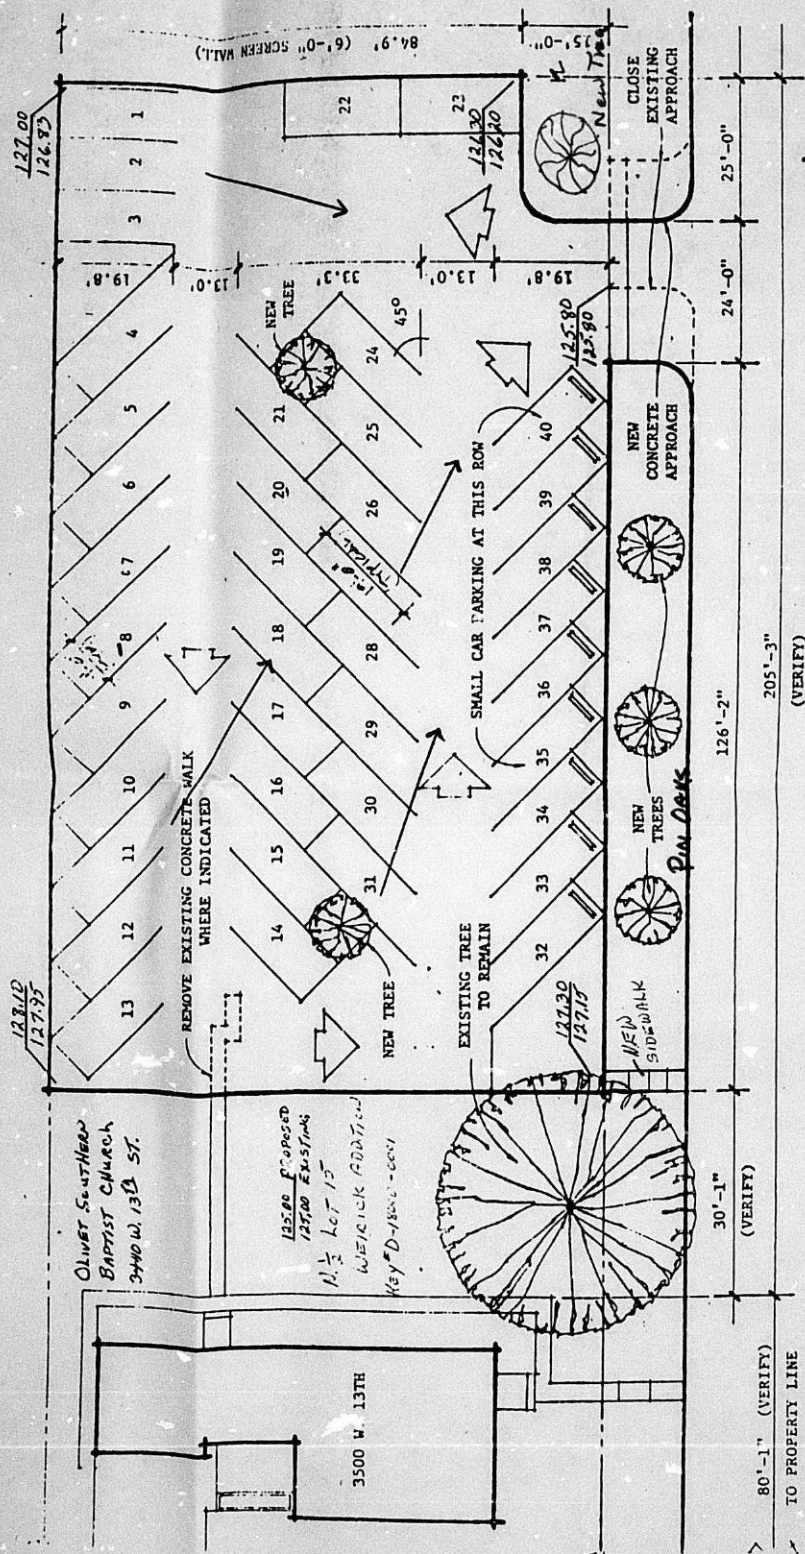 127.00
126.83
84.9' (6'-0" SCREEN WALL)
15'-0"
1
2
3
22
23
126.30
126.20
New Tree
CLOSE
EXISTING
APPROACH
25'-0"
19.8'
13.0'
33.3'
13.0'
19.8'
24'-0"
125.80
125.80
NEW
TREE
45°
4
5
6
7
8
9
10
11
12
13
21
20
19
18
17
16
15
14
24
25
26
28
29
30
31
TYPICAL
40
39
38
37
36
35
34
33
32
SMALL CAR PARKING AT THIS ROW
NEW
CONCRETE
APPROACH
NEW
TREES
PIN OAKS
126'-2"
205'-3"
(VERIFY)
REMOVE EXISTING CONCRETE WALK
WHERE INDICATED
NEW TREE
EXISTING TREE
TO REMAIN
128.10
127.95
127.30
127.15
NEW
SIDEWALK
OLIVET SOUTHERN
BAPTIST CHURCH
3440 W. 13th ST.
PROPOSED
EXISTING
N. ½ LOT 15
ADDITION
30'-1"
(VERIFY)
3500 W. 13TH
80'-1" (VERIFY)
TO PROPERTY LINE